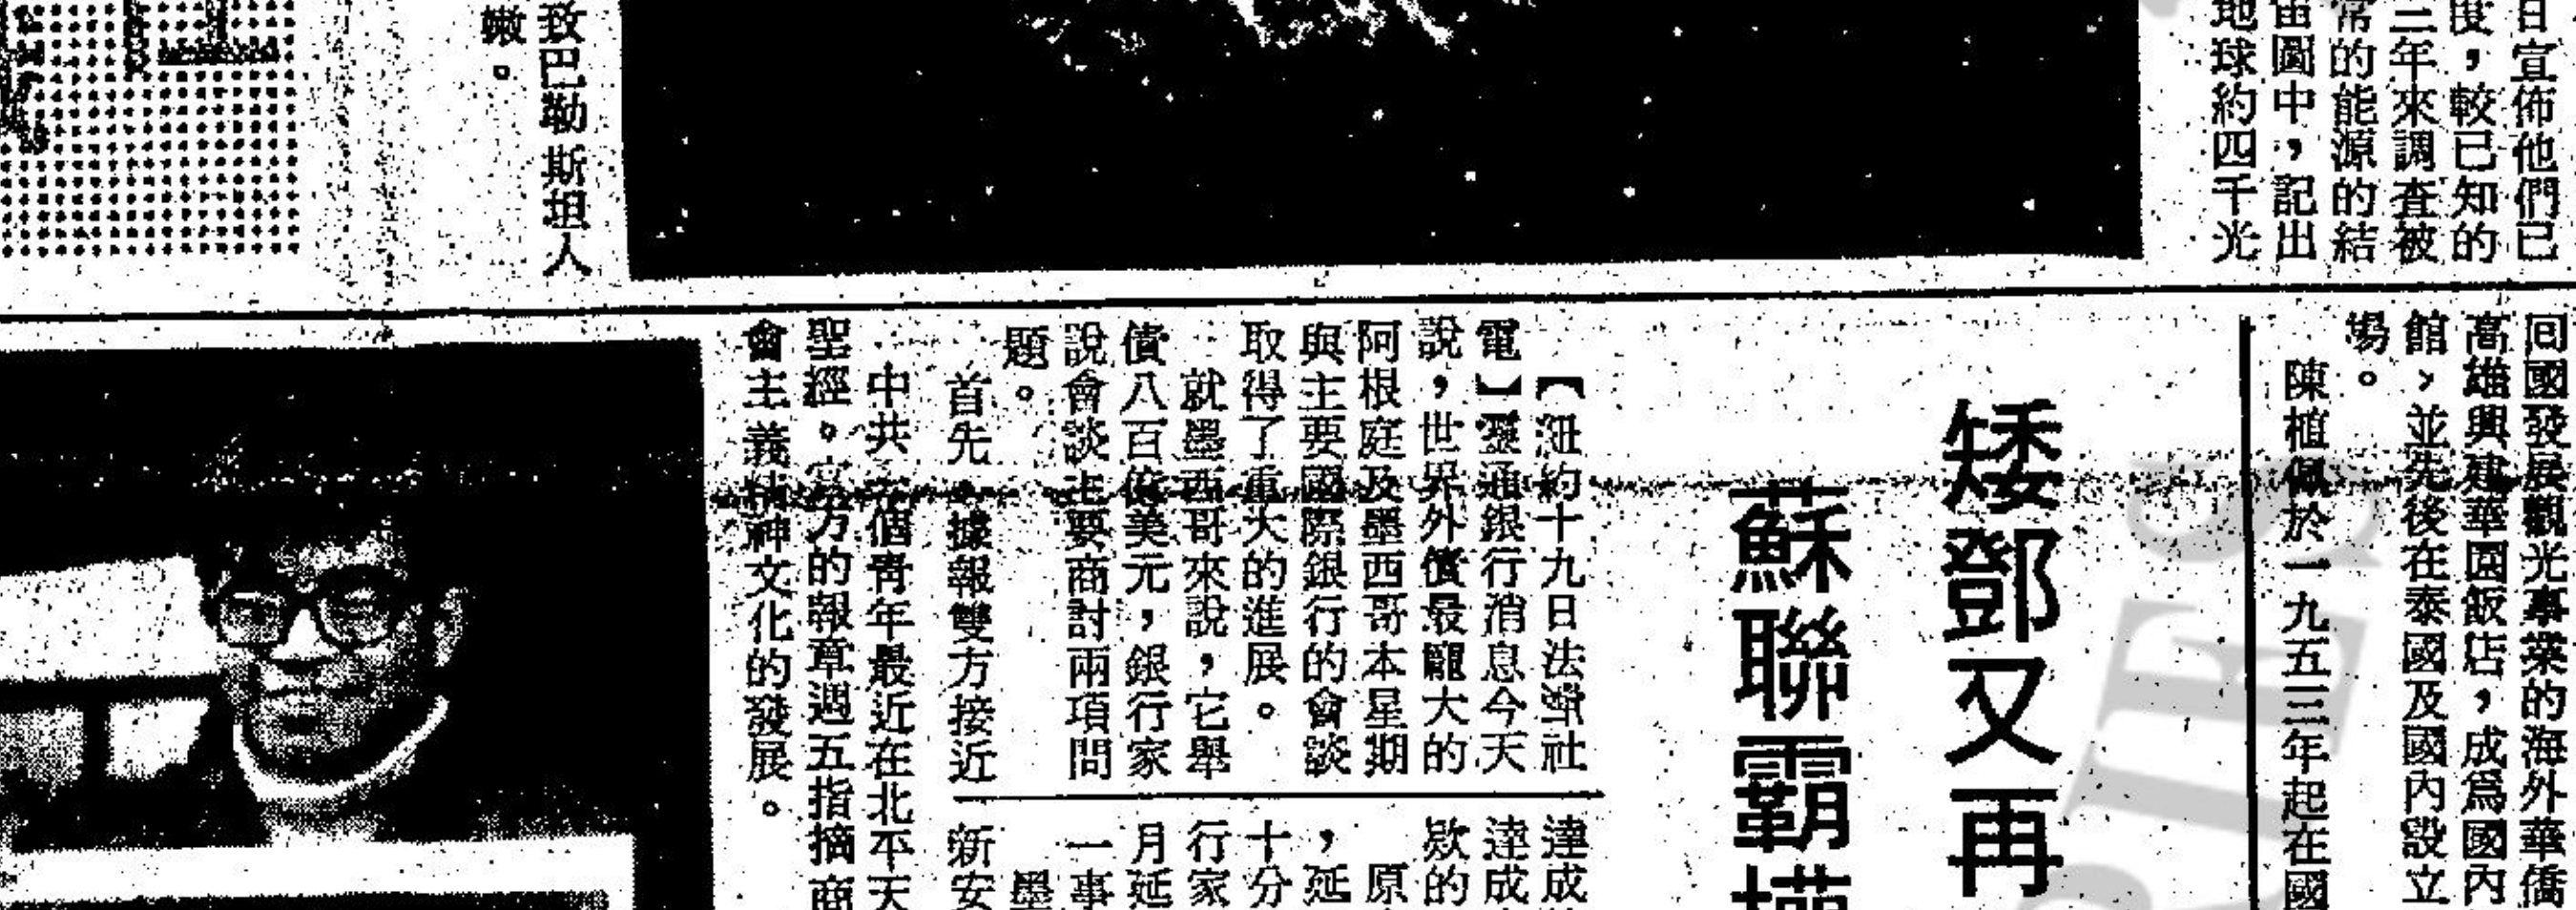 日宣佈他們已
度，較已知的
三年來調查被
常的能源的結
宙圖中，記出
地球約四千光
致巴勒斯坦人
嫩。
回國發展觀光事業的海外華僑
高雄興建華園飯店，成爲國內
館，並先後在泰國及國內設立
場。
陳植佩於一九五三年起在國
矮鄧又再
蘇聯霸
【紐約十九日法新社
電】滙通銀行消息今天
說，世界外債最龐大的
阿根庭及墨西哥本星期
與主要國際銀行的會談
取得了重大的進展。
就墨西哥來說，它舉
債八百億美元，銀行家
說會談主要商討兩項問
題。
首先，據報雙方接近
達成
達成
款的
原
，延
十分
行家
月延
一事
墨
新安
中共一個青年最近在北平天
聖經。官方的報章週五指摘商
會主義精神文化的發展。